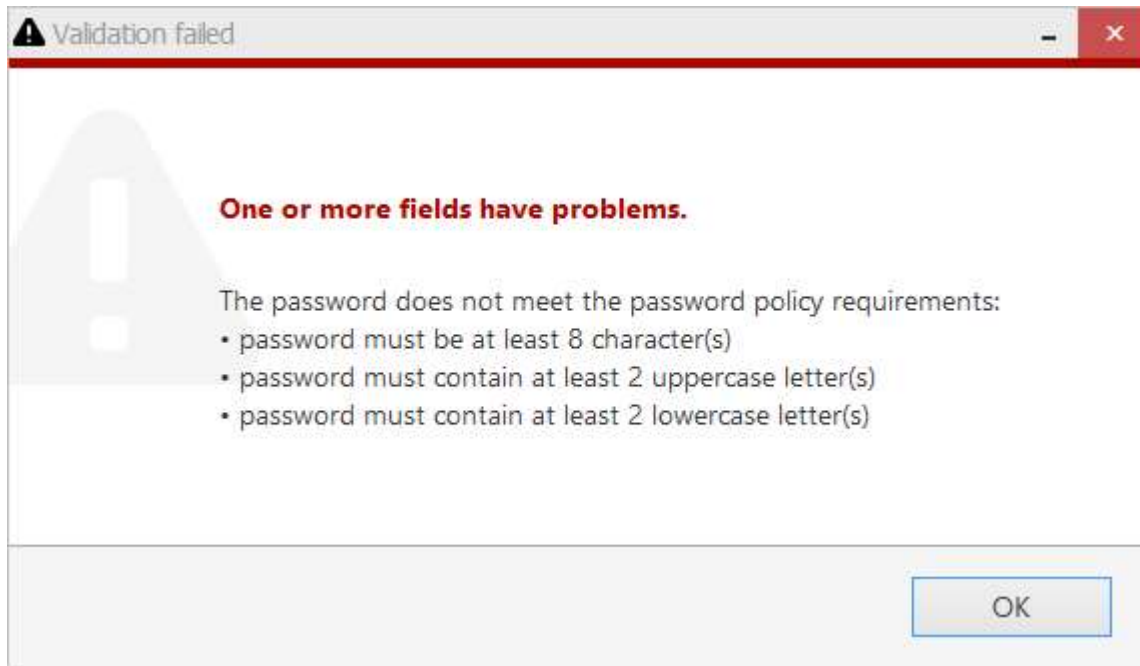 Validation failed
One or more fields have problems.
The password does not meet the password policy requirements:
• password must be at least 8 character(s)
• password must contain at least 2 uppercase letter(s)
• password must contain at least 2 lowercase letter(s)
OK